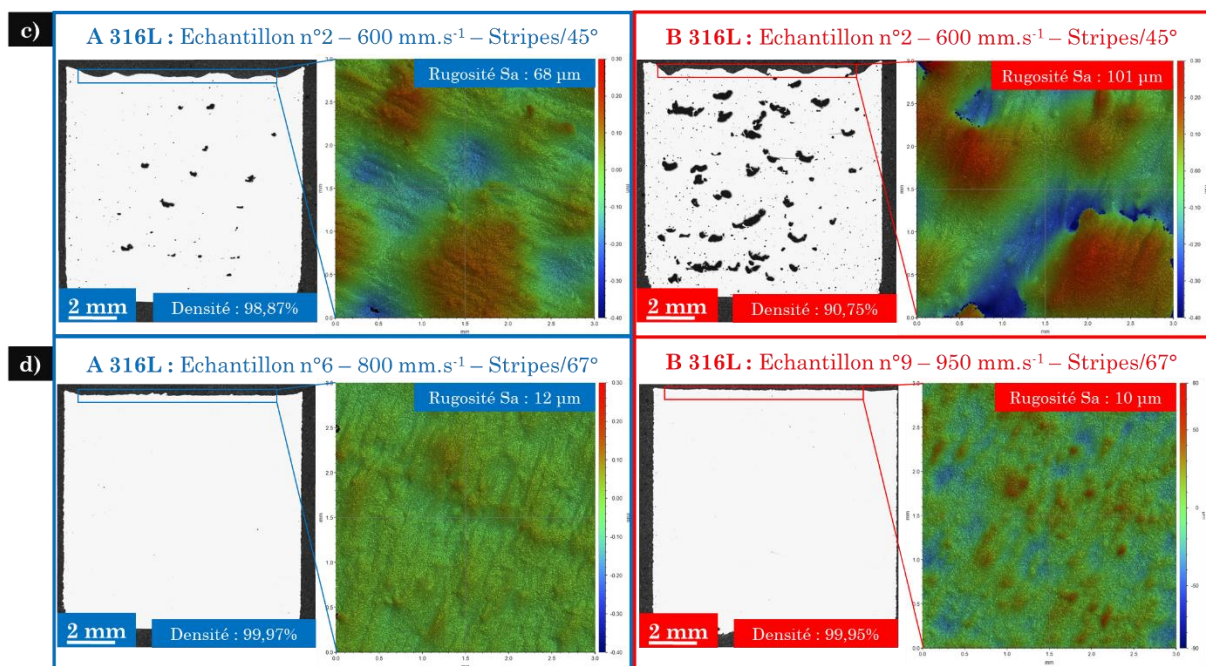 c)
A 316L : Echantillon n°2 – 600 mm.s⁻¹ – Stripes/45°
Rugosité Sa : 68 µm
2 mm
Densité : 98,87%
B 316L : Echantillon n°2 – 600 mm.s⁻¹ – Stripes/45°
Rugosité Sa : 101 µm
2 mm
Densité : 90,75%
d)
A 316L : Echantillon n°6 – 800 mm.s⁻¹ – Stripes/67°
Rugosité Sa : 12 µm
2 mm
Densité : 99,97%
B 316L : Echantillon n°9 – 950 mm.s⁻¹ – Stripes/67°
Rugosité Sa : 10 µm
2 mm
Densité : 99,95%